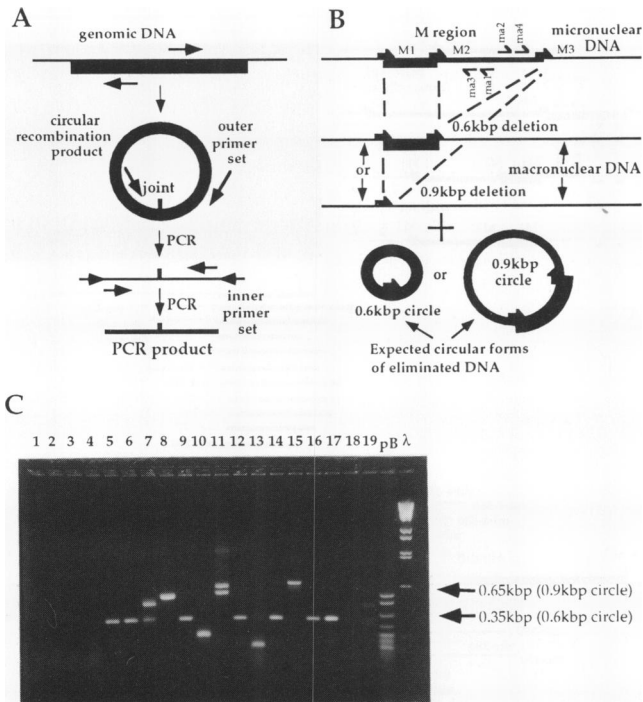 A
genomic DNA
circular
recombination
product
outer
primer
set
joint
PCR
PCR
inner
primer
set
PCR product
B
M region
micronuclear
DNA
M1
M2
ma2
ma4
M3
ma3
ma1
0.6kbp deletion
or
macronuclear DNA
0.9kbp deletion
+
0.6kbp circle
or
0.9kbp
circle
Expected circular forms
of eliminated DNA
C
1 2 3 4 5 6 7 8 9 10 11 12 13 14 15 16 17 18 19 pB λ
0.65kbp (0.9kbp circle)
0.35kbp (0.6kbp circle)